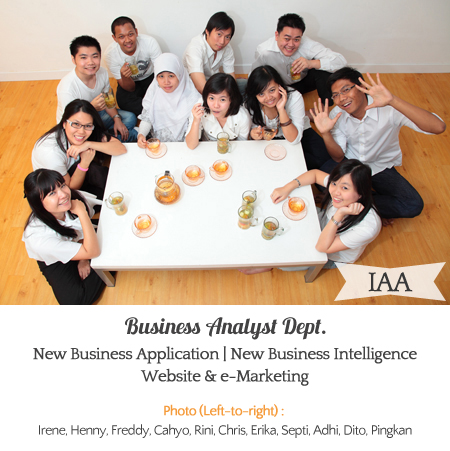 IAA
Business Analyst Dept.
New Business Application | New Business Intelligence
Website & e-Marketing
Photo (Left-to-right) :
Irene, Henny, Freddy, Cahyo, Rini, Chris, Erika, Septi, Adhi, Dito, Pingkan